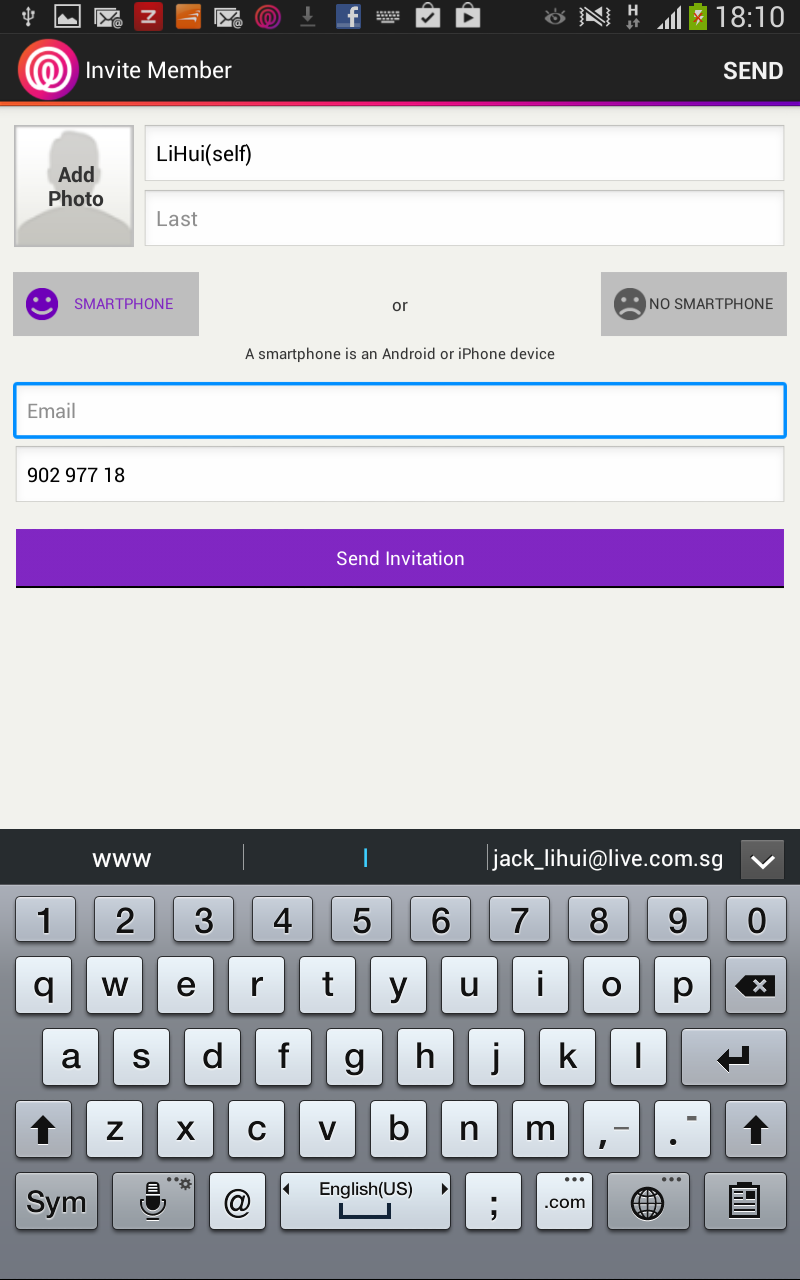 H 18:10
Invite Member SEND
Add
Photo
LiHui(self)
Last
SMARTPHONE or NO SMARTPHONE
A smartphone is an Android or iPhone device
Email
902 977 18
Send Invitation
www l jack_lihui@live.com.sg
1 2 3 4 5 6 7 8 9 0
q w e r t y u i o p
a s d f g h j k l
z x c v b n m , – . -
Sym @ English(US) ; .com